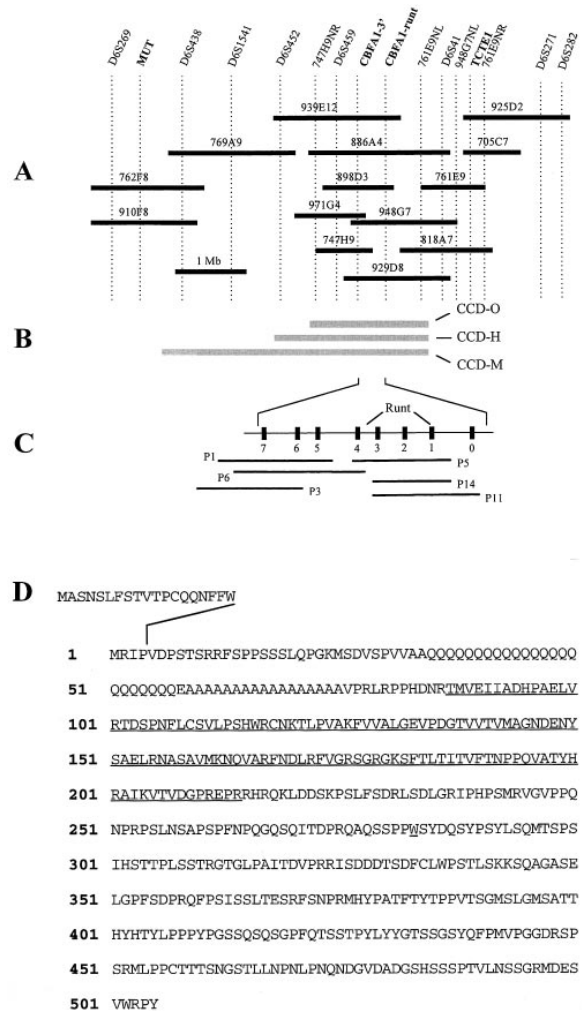 D6S269 MUT D6S438 D6S1541 D6S452 747H9NR D6S459 CBFA1-3' CBFA1-runt 761E9NL D6S41 948G7NL TCTE1 761E9NR D6S271 D6S282
939E12 925D2
769A9 886A4 705C7
A
762F8 898D3 761E9
971G4
910F8 948G7
747H9 818A7
1 Mb
929D8
CCD-O
B CCD-H
CCD-M
Runt
C
7 6 5 4 3 2 1 0
P1 P5
P6 P14
P3 P11
D MASNSLFSTVTPCQQNFFW
1 MRIPVDPSTSRRFSPPSSSLQPGKMSDVSPVVAAQQQQQQQQQQQQQQQQ
51 QQQQQQQEAAAAAAAAAAAAAAAAAVPRLRPPHDNRTMVEIIADHPAELV
101 RTDSPNFLCSVLPSHWRCNKTLPVAKFVVALGEVPDGTVVTVMAGNDENY
151 SAELRNASAVMKNQVARFNDLRFVGRSGRGKSFTLTITVFTNPPQVATYH
201 RAIKVTVDGPREPRRHRQKLDDSKPSLFSDRLSDLGRIPHPSMRVGVPPQ
251 NPRPSLNSAPSPFNPQGQSQITDPRQAQSSPPWSYDQSYPSYLSQMTSPS
301 IHSTTPLSSTRGTGLPAITDVPRRISDDDTSDFCLWPSTLSKKSQAGASE
351 LGPFSDPRQFPSISSLTESRFSNPRMHYPATFTYTPPVTSGMSLGMSATT
401 HYHTYLPPPYPGSSQSQSGPFQTSSTPYLYYGTSSGSYQFPMVPGGDRSP
451 SRMLPPCTTTSNGSTLLNPNLPNQNDGVDADGSHSSSPTVLNSSGRMDES
501 VWRPY